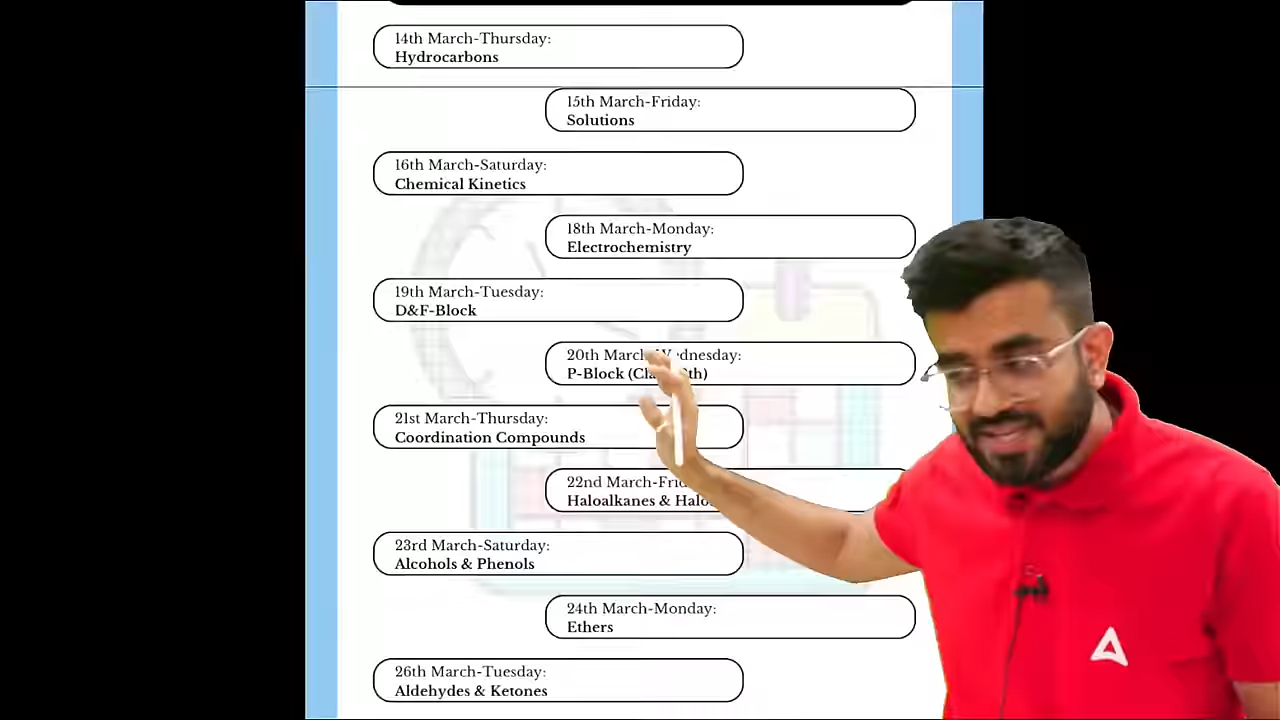 14th March-Thursday:
Hydrocarbons
15th March-Friday:
Solutions
16th March-Saturday:
Chemical Kinetics
18th March-Monday:
Electrochemistry
19th March-Tuesday:
D&F-Block
20th March-Wednesday:
P-Block
21st March-Thursday:
Coordination Compounds
22nd March-
Haloalkanes &
23rd March-Saturday:
Alcohols & Phenols
24th March-Monday:
Ethers
26th March-Tuesday:
Aldehydes & Ketones